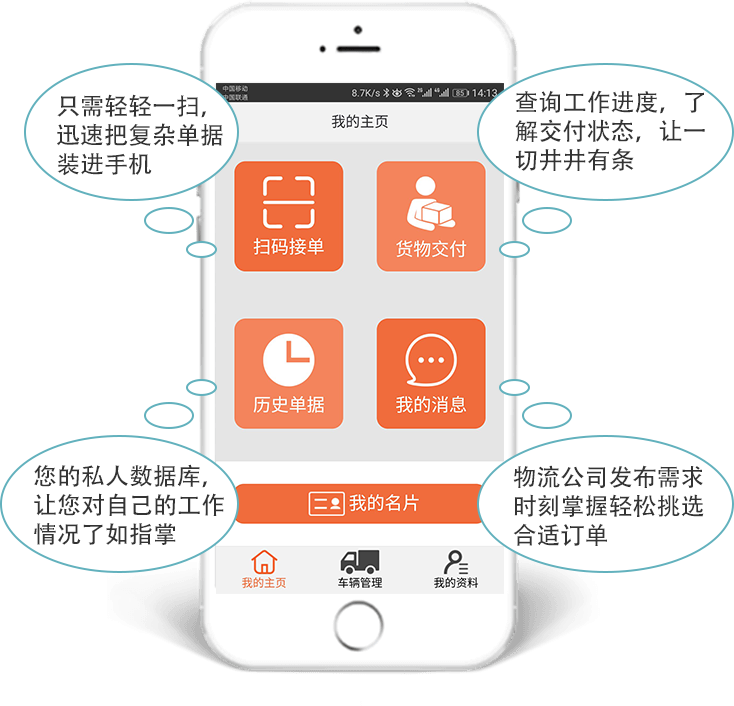 中国移动
中国联通
8.7K/s
85
14:13
我的主页
只需轻轻一扫，
迅速把复杂单据
装进手机
查询工作进度，了
解交付状态，让一
切井井有条
扫码接单
货物交付
历史单据
我的消息
您的私人数据库，
让您对自己的工作
情况了如指掌
物流公司发布需求
时刻掌握轻松挑选
合适订单
我的名片
我的主页
车辆管理
我的资料